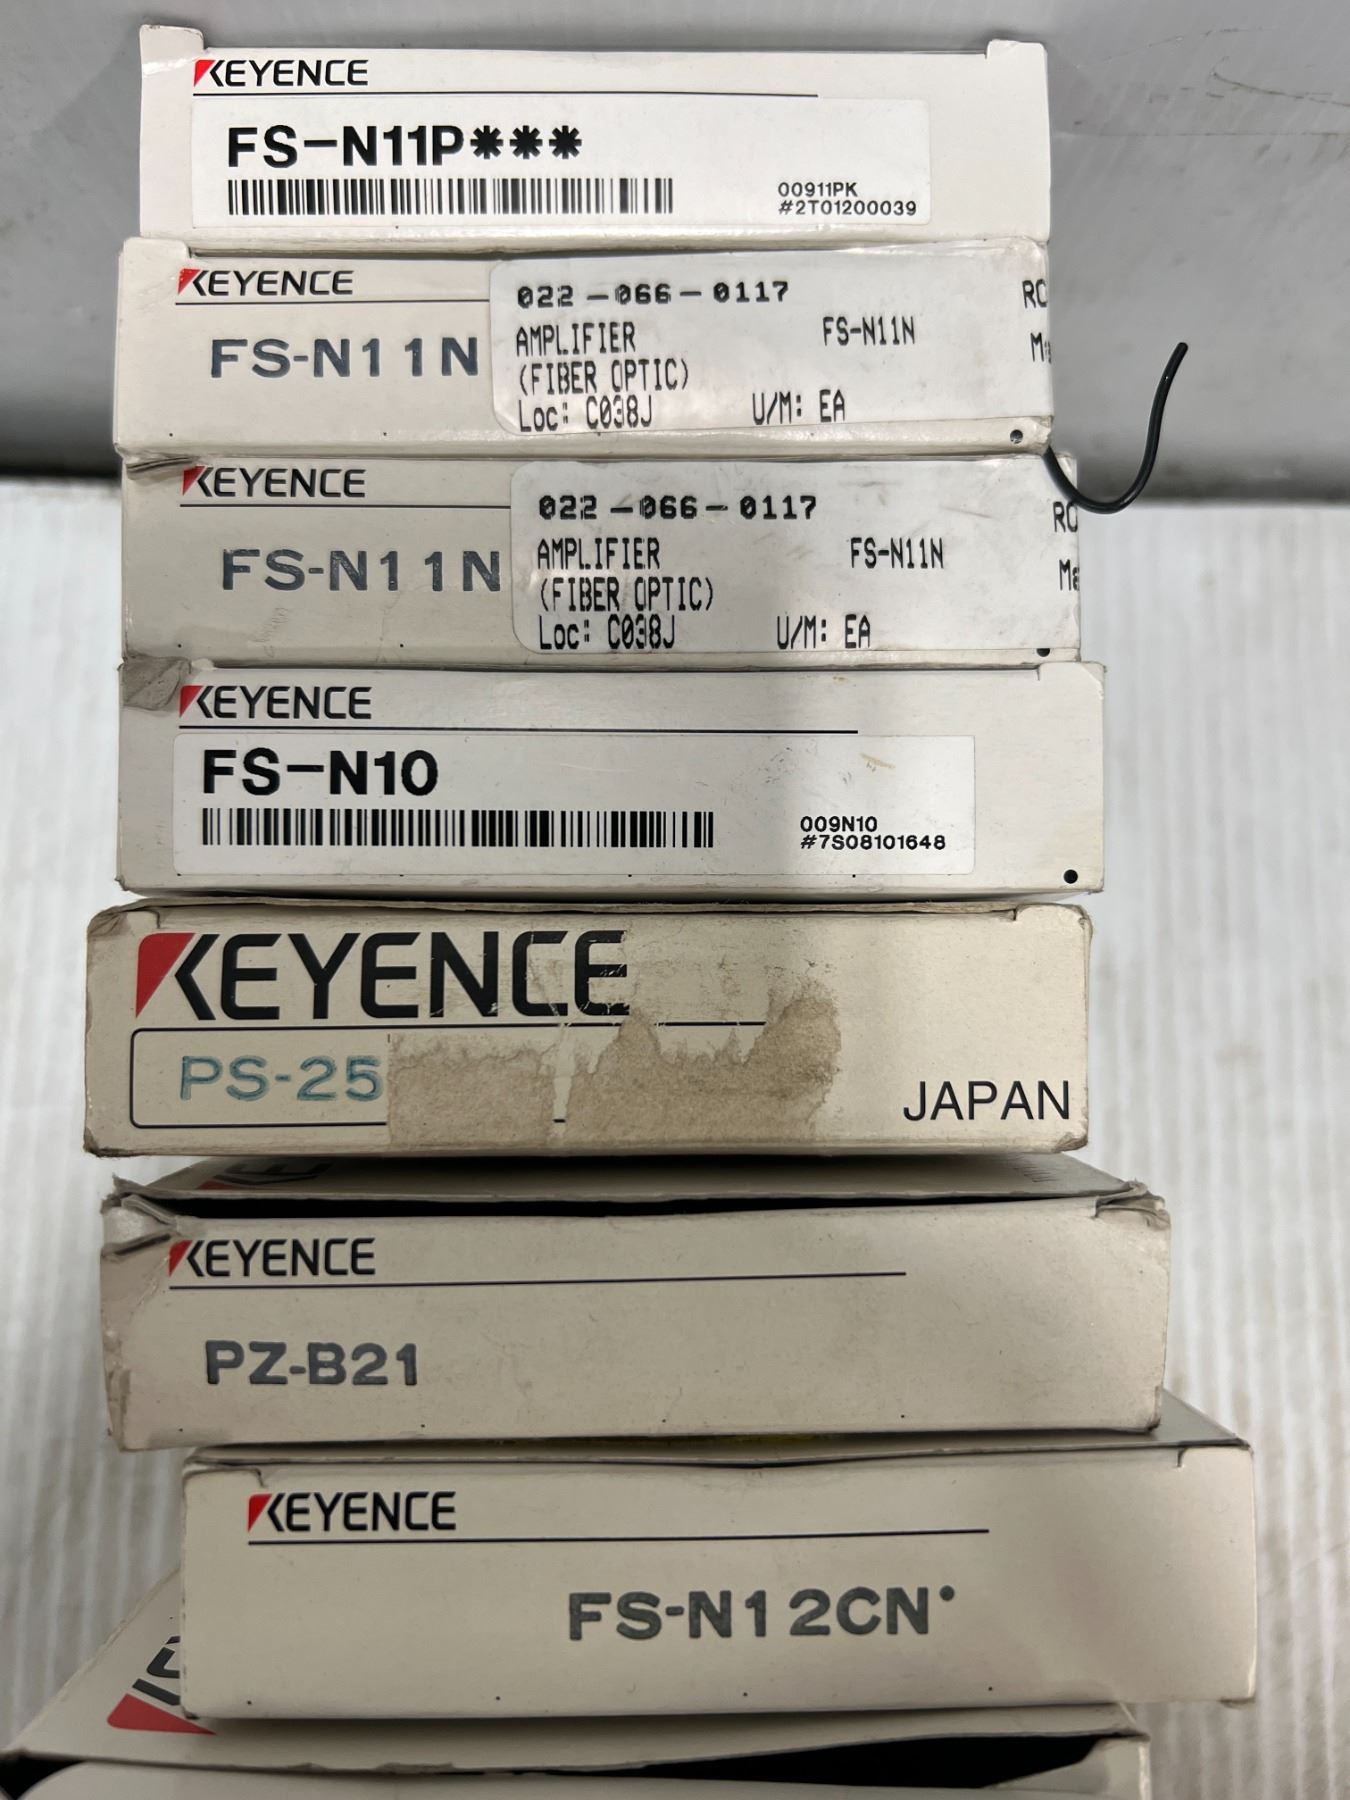 KEYENCE
FS-N11P***
00911PK
#2T01200039
KEYENCE
FS-N11N
022-066-0117
AMPLIFIER FS-N11N
(FIBER OPTIC)
Loc: C038J U/M: EA
KEYENCE
FS-N11N
022-066-0117
AMPLIFIER FS-N11N
(FIBER OPTIC)
Loc: C038J U/M: EA
KEYENCE
FS-N10
009N10
#7S08101648
KEYENCE
PS-25
JAPAN
KEYENCE
PZ-B21
KEYENCE
FS-N12CN